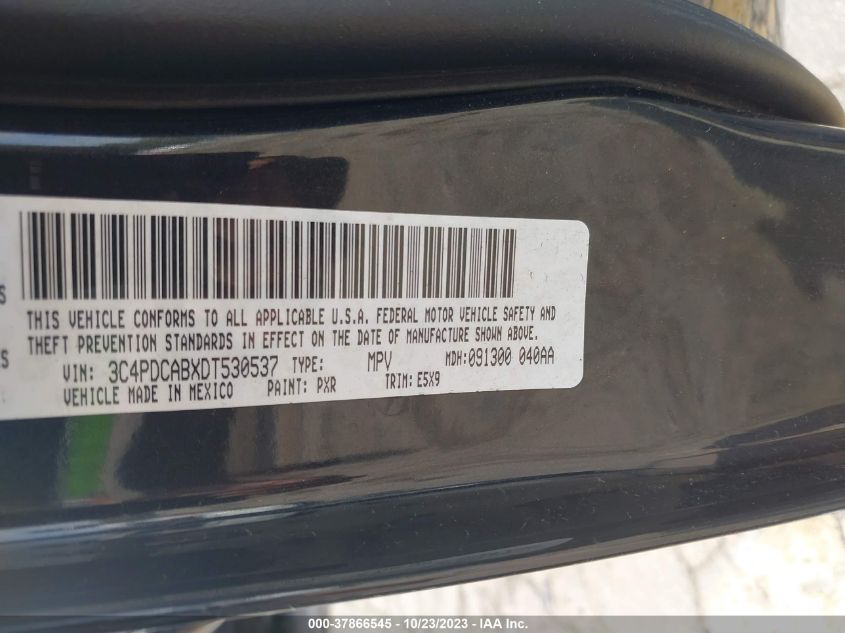 THIS VEHICLE CONFORMS TO ALL APPLICABLE U.S.A. FEDERAL MOTOR VEHICLE SAFETY AND
THEFT PREVENTION STANDARDS IN EFFECT ON THE DATE OF MANUFACTURE SHOWN ABOVE.
VIN: 3C4PDCABXDT530537 TYPE: MPV MDH:091300 040AA
VEHICLE MADE IN MEXICO PAINT: PXR TRIM: E5X9
000-37866545 - 10/23/2023 - IAA Inc.